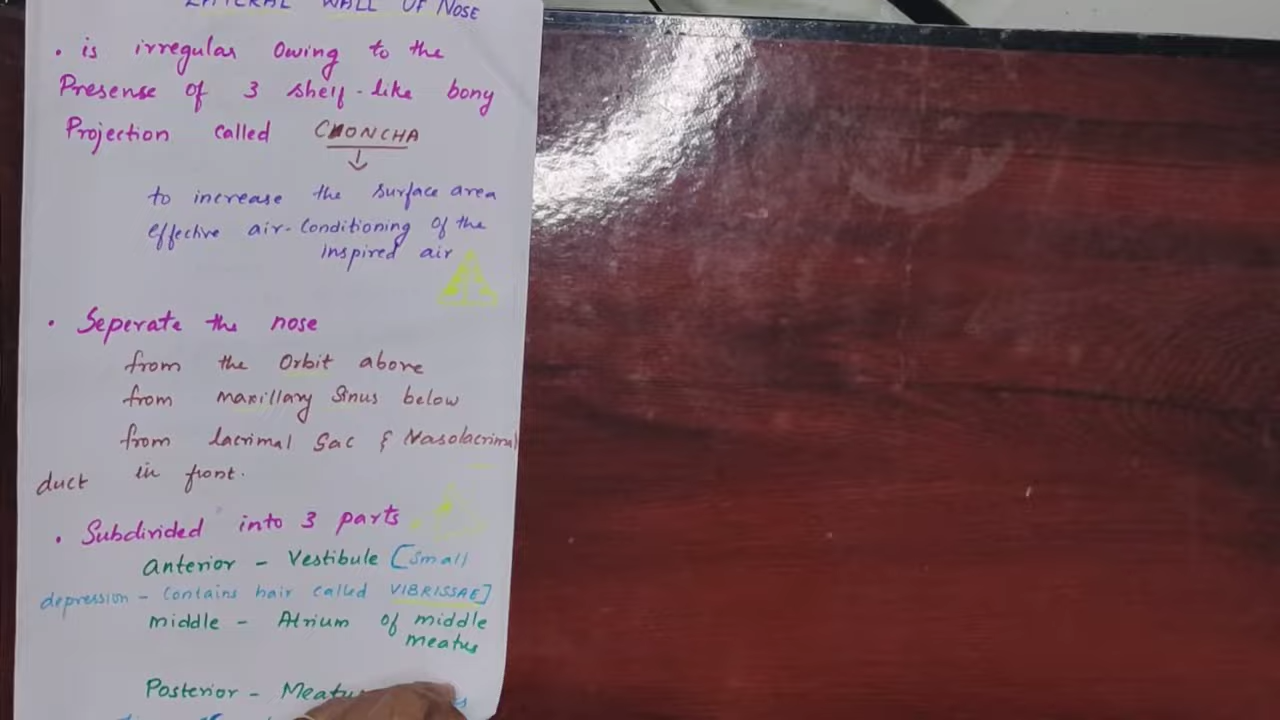 LATERAL WALL OF NOSE
• is irregular Owing to the
Presense of 3 shelf-like bony
Projection called CHONCHA
to increase the surface area
effective air-Conditioning of the
inspired air
• Seperate the nose
from the Orbit above
from maxillary Sinus below
from lacrimal Sac & Nasolacrimal
duct in front.
• Subdivided into 3 parts
anterior - Vestibule [Small
depression - Contains hair called VIBRISSAE]
middle - Atrium of middle
meatus
Posterior - Meatus